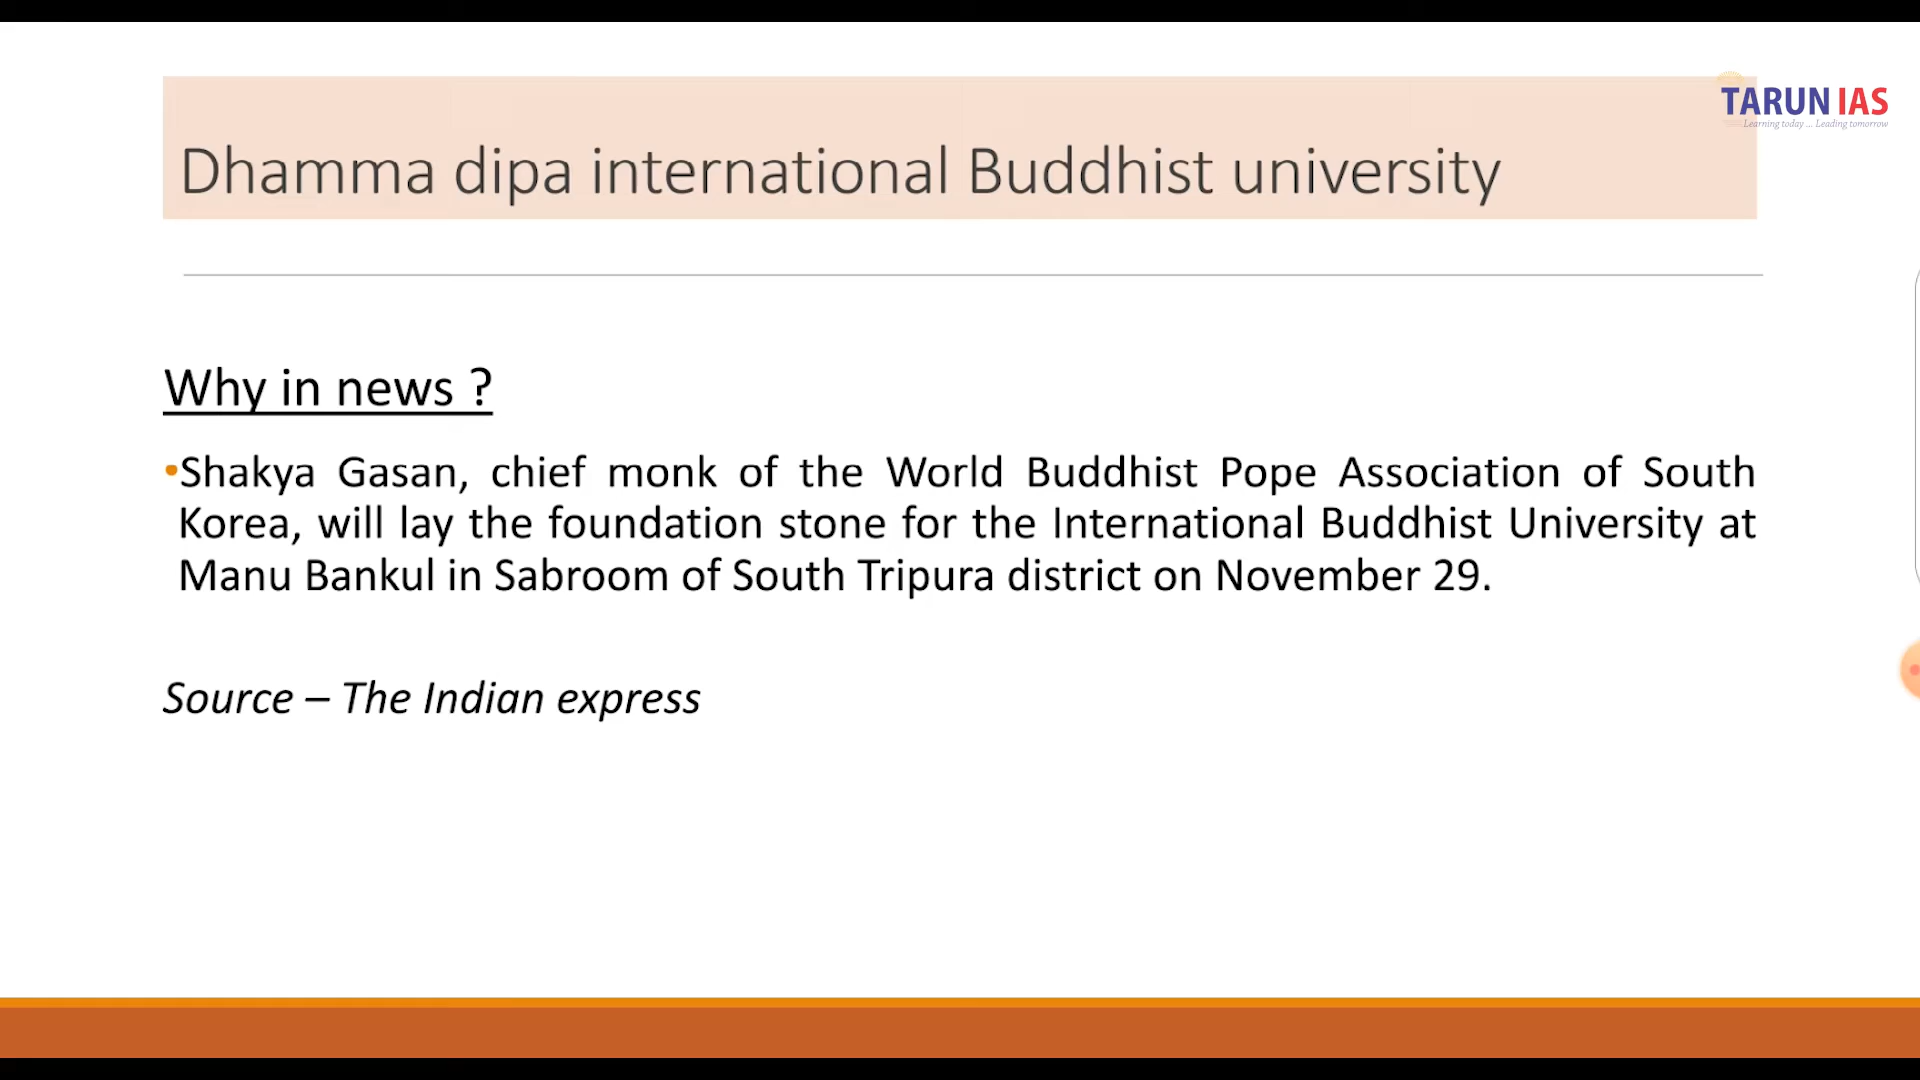 TARUN IAS
Learning today ... Leading tomorrow
Dhamma dipa international Buddhist university
Why in news ?
•Shakya Gasan, chief monk of the World Buddhist Pope Association of South
Korea, will lay the foundation stone for the International Buddhist University at
Manu Bankul in Sabroom of South Tripura district on November 29.
Source – The Indian express